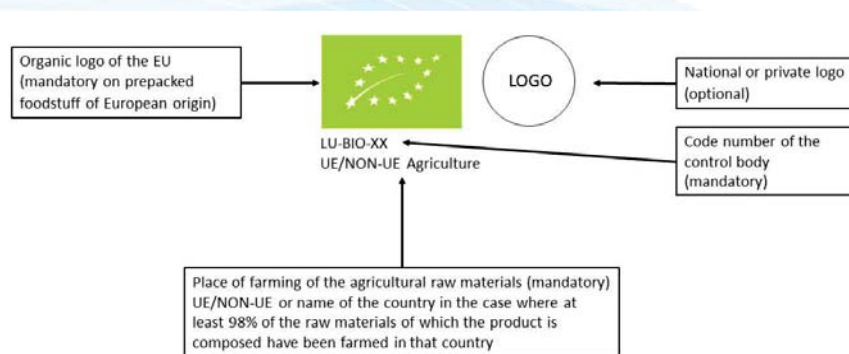 Organic logo of the EU
(mandatory on prepacked
foodstuff of European origin)
LOGO
National or private logo
(optional)
LU-BIO-XX
UE/NON-UE Agriculture
Code number of the
control body
(mandatory)
Place of farming of the agricultural raw materials (mandatory)
UE/NON-UE or name of the country in the case where at
least 98% of the raw materials of which the product is
composed have been farmed in that country